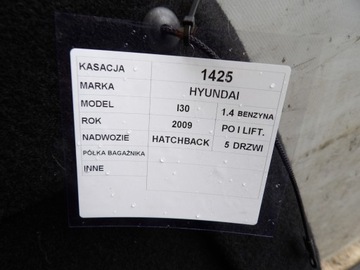 KASACJA 1425
MARKA HYUNDAI
MODEL I30 1.4 BENZYNA
ROK 2009 PO I LIFT.
NADWOZIE HATCHBACK 5 DRZWI
PÓŁKA BAGAŻNIKA
INNE